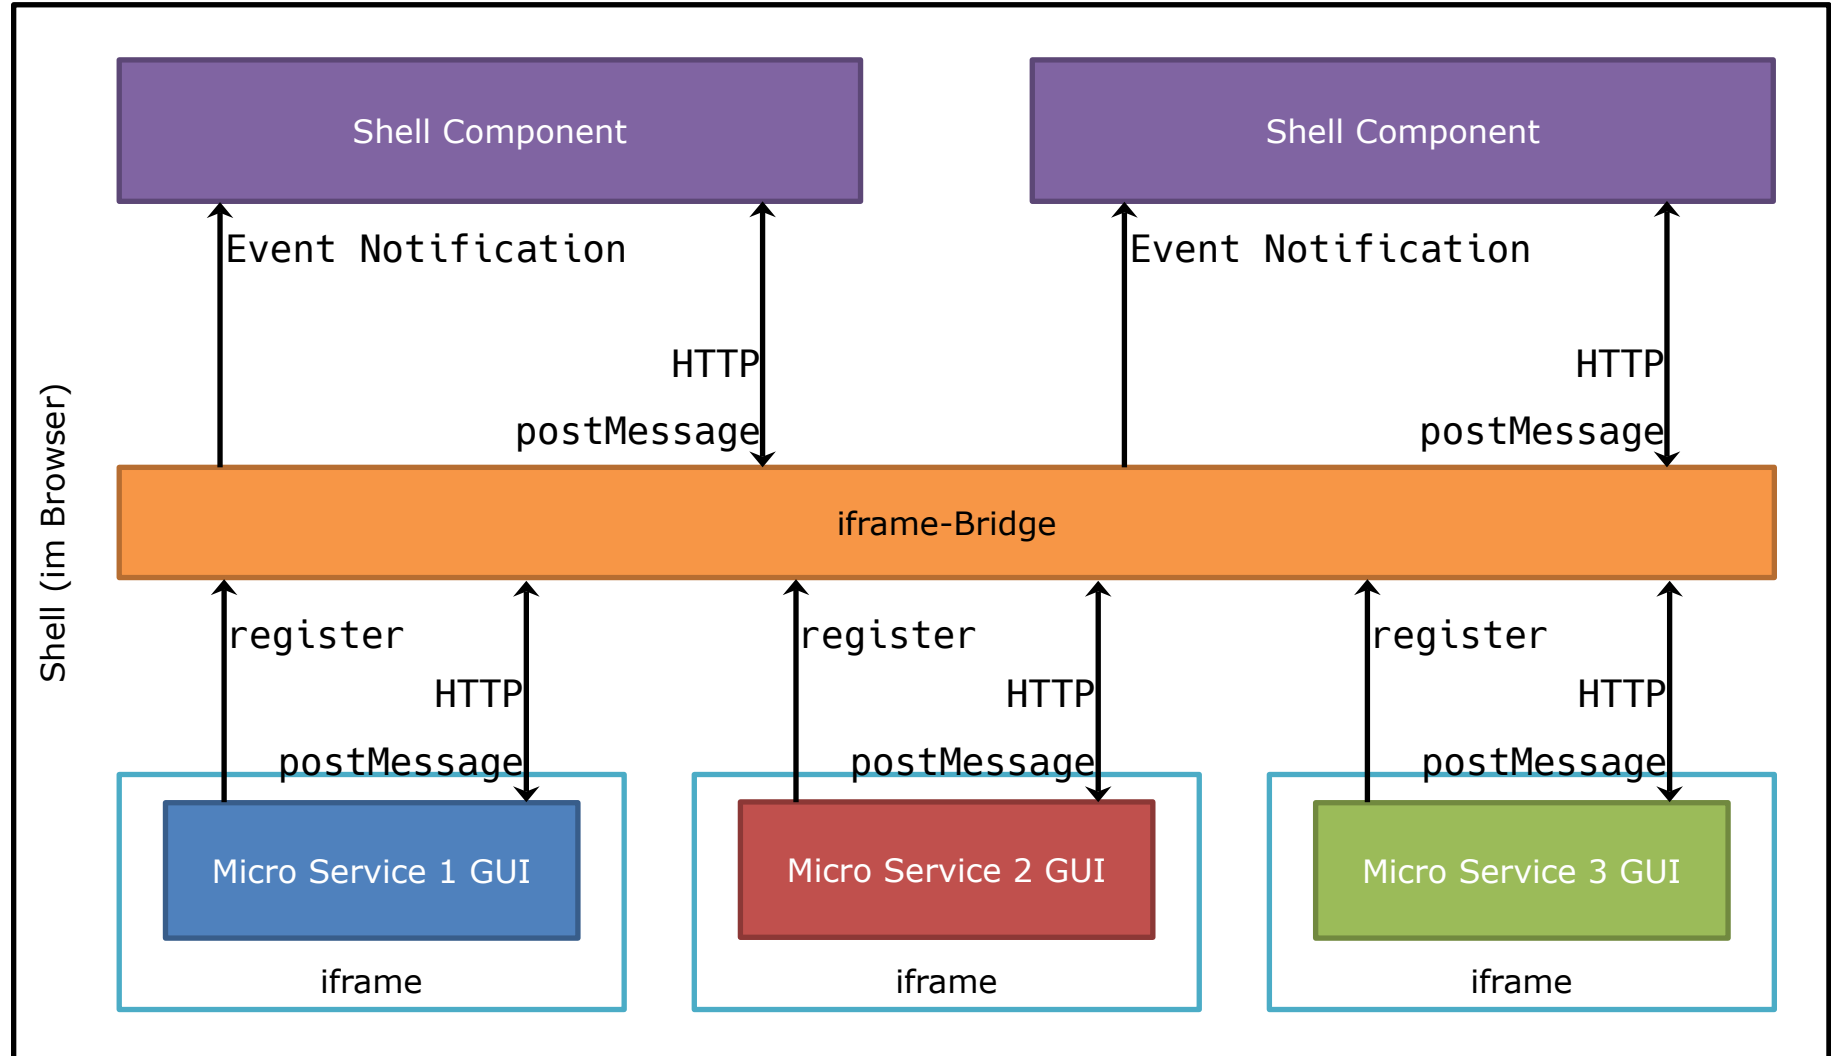 Shell (im Browser)
Shell Component
Shell Component
Event Notification
Event Notification
HTTP
HTTP
postMessage
postMessage
iframe-Bridge
register
register
register
HTTP
HTTP
HTTP
postMessage
postMessage
postMessage
Micro Service 1 GUI
Micro Service 2 GUI
Micro Service 3 GUI
iframe
iframe
iframe